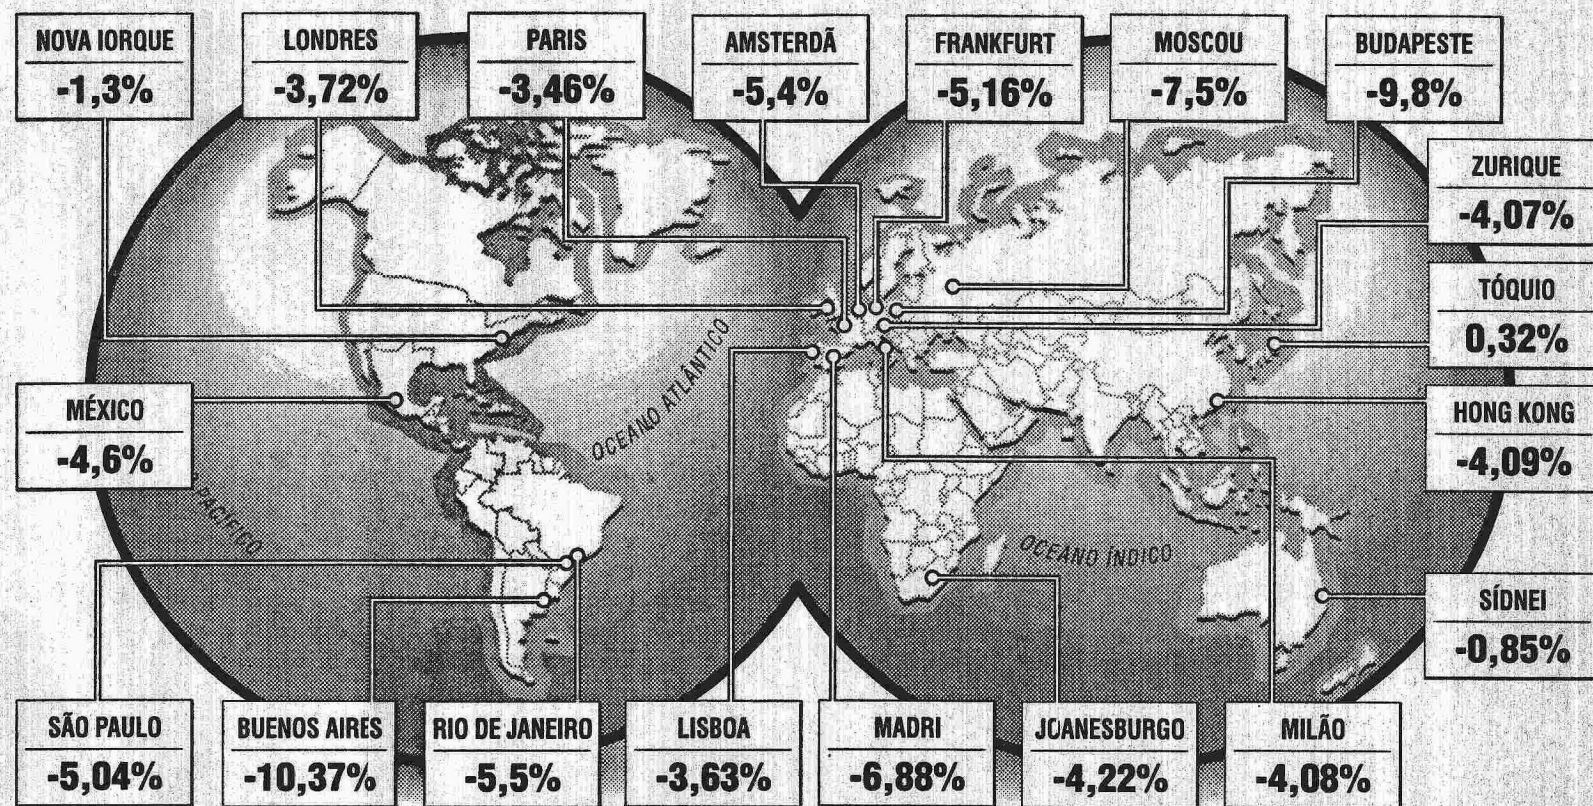 NOVA IORQUE
-1,3%
LONDRES
-3,72%
PARIS
-3,46%
AMSTERDÃ
-5,4%
FRANKFURT
-5,16%
MOSCOU
-7,5%
BUDAPESTE
-9,8%
ZURIQUE
-4,07%
TÓQUIO
0,32%
HONG KONG
-4,09%
SÍDNEI
-0,85%
MÉXICO
-4,6%
OCEANO ATLÂNTICO
PACÍFICO
OCEANO ÍNDICO
SÃO PAULO
-5,04%
BUENOS AIRES
-10,37%
RIO DE JANEIRO
-5,5%
LISBOA
-3,63%
MADRI
-6,88%
JOANESBURGO
-4,22%
MILÃO
-4,08%